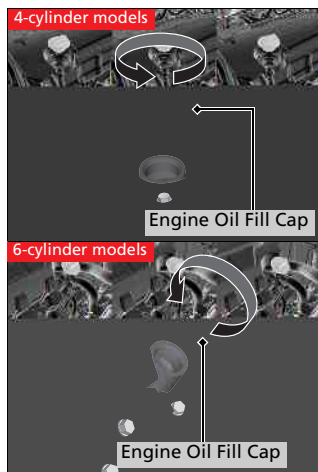 4-cylinder models
Engine Oil Fill Cap
6-cylinder models
Engine Oil Fill Cap